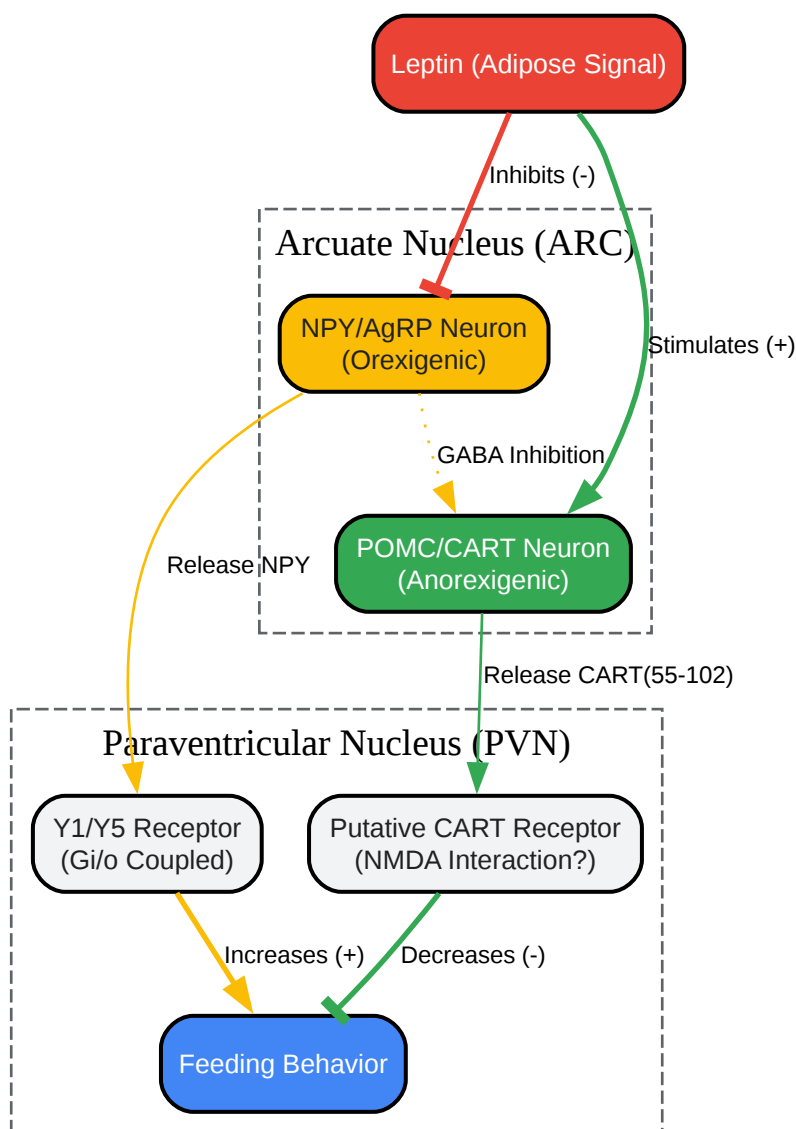 Leptin (Adipose Signal)
Inhibits (-)
Arcuate Nucleus (ARC)
NPY/AgRP Neuron
(Orexigenic)
Stimulates (+)
GABA Inhibition
POMC/CART Neuron
(Anorexigenic)
Release NPY
Release CART(55-102)
Paraventricular Nucleus (PVN)
Y1/Y5 Receptor
(Gi/o Coupled)
Putative CART Receptor
(NMDA Interaction?)
Increases (+)
Decreases (-)
Feeding Behavior